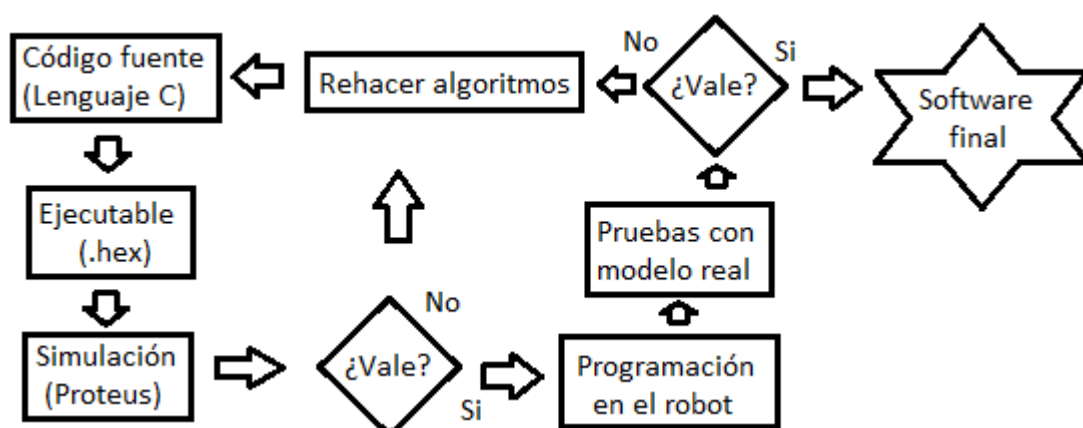 Código fuente
(Lenguaje C)
Ejecutable
(.hex)
Simulación
(Proteus)
¿Vale?
No
Si
Rehacer algoritmos
Programación
en el robot
Pruebas con
modelo real
¿Vale?
No
Si
Software
final